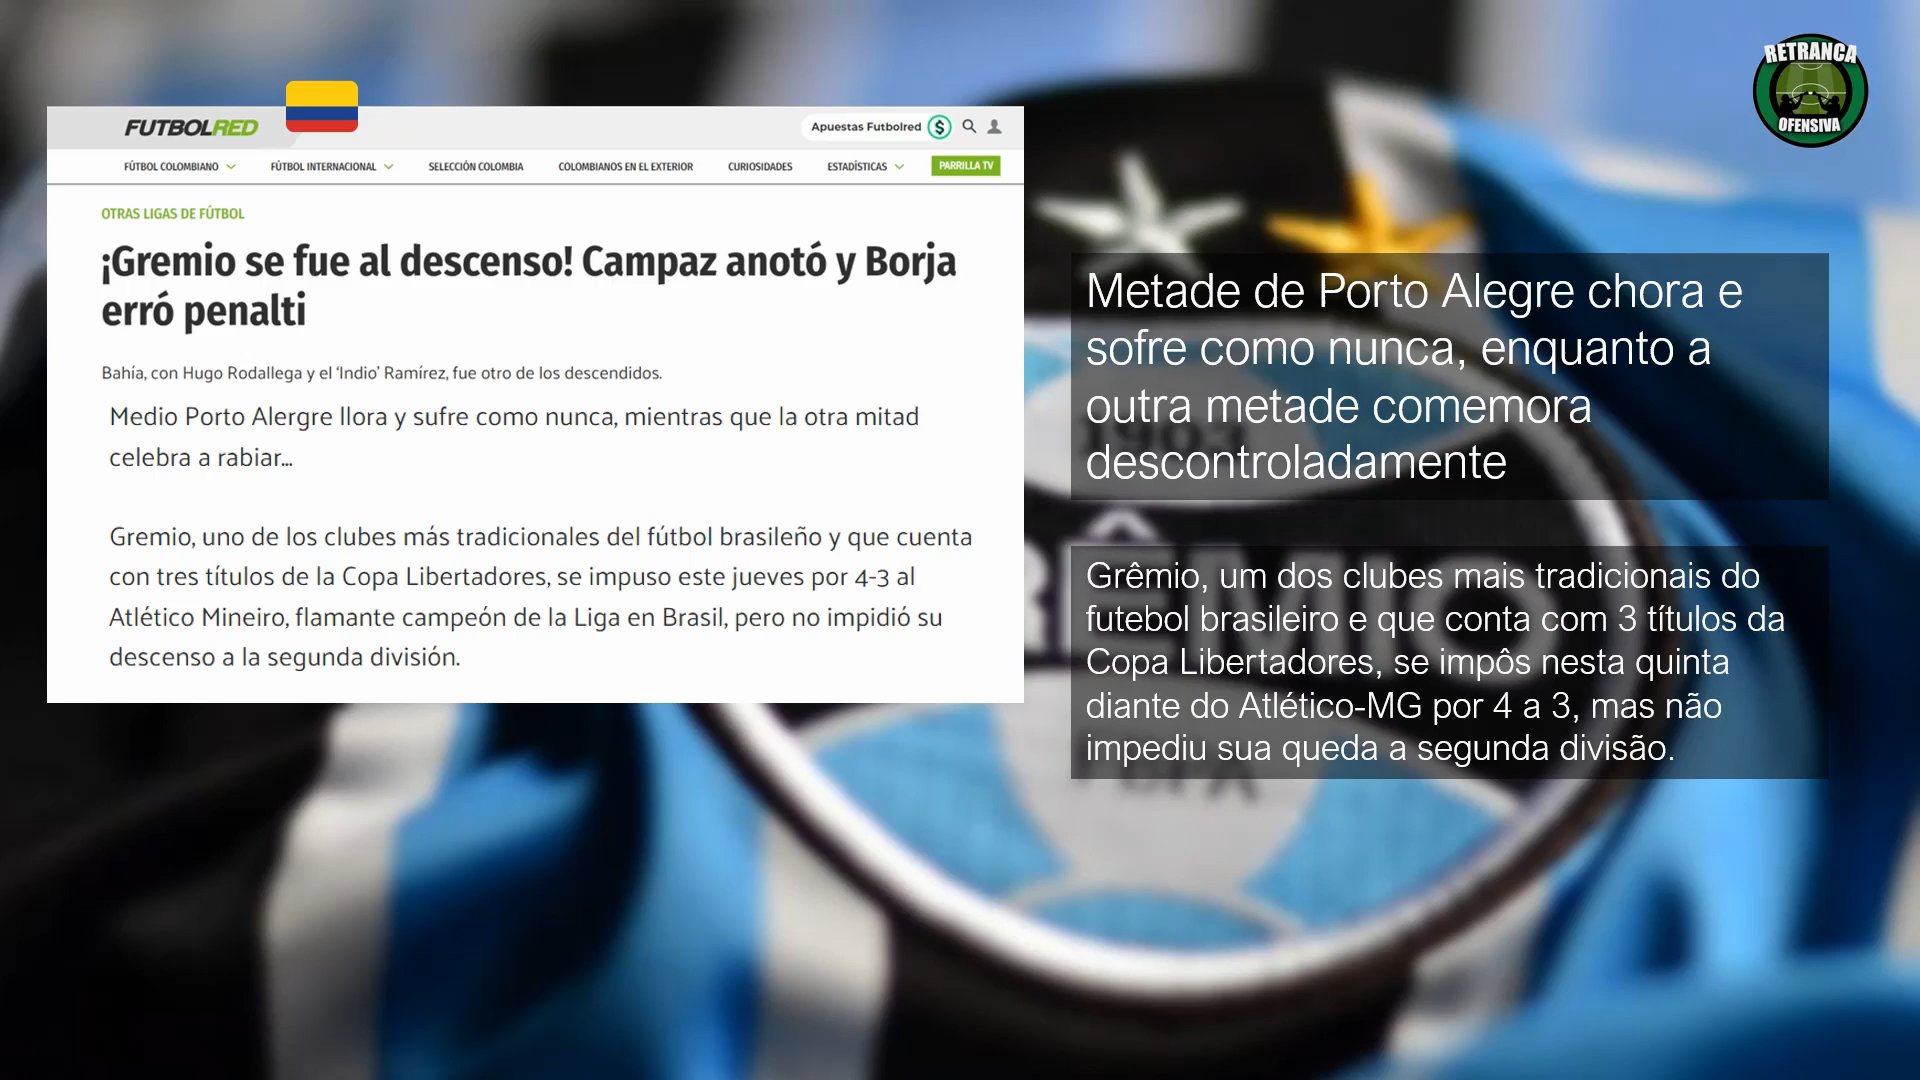 RETRANCA
OFENSIVA
FUTBOLRED
Apuestas Futbolred $
FÚTBOL COLOMBIANO FÚTBOL INTERNACIONAL SELECCIÓN COLOMBIA COLOMBIANOS EN EL EXTERIOR CURIOSIDADES ESTADÍSTICAS PARRILLA TV
OTRAS LIGAS DE FÚTBOL
¡Gremio se fue al descenso! Campaz anotó y Borja
erró penalti
Bahía, con Hugo Rodallega y el ‘Indio’ Ramírez, fue otro de los descendidos.
Medio Porto Alergre llora y sufre como nunca, mientras que la otra mitad
celebra a rabiar...
Gremio, uno de los clubes más tradicionales del fútbol brasileño y que cuenta
con tres títulos de la Copa Libertadores, se impuso este jueves por 4-3 al
Atlético Mineiro, flamante campeón de la Liga en Brasil, pero no impidió su
descenso a la segunda división.
Metade de Porto Alegre chora e
sofre como nunca, enquanto a
outra metade comemora
descontroladamente
Grêmio, um dos clubes mais tradicionais do
futebol brasileiro e que conta com 3 títulos da
Copa Libertadores, se impôs nesta quinta
diante do Atlético-MG por 4 a 3, mas não
impediu sua queda a segunda divisão.
1903